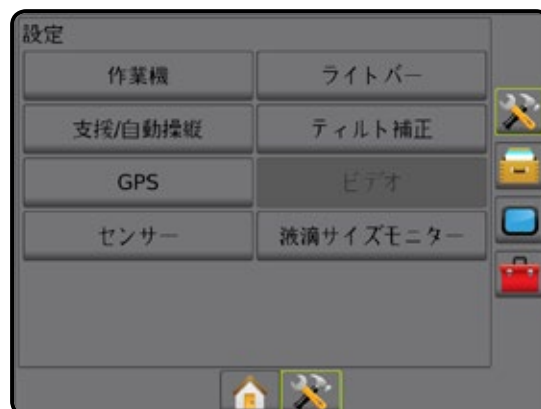 設定
作業機 ライトバー
支援/自動操縦 ティルト補正
GPS ビデオ
センサー 液滴サイズモニター